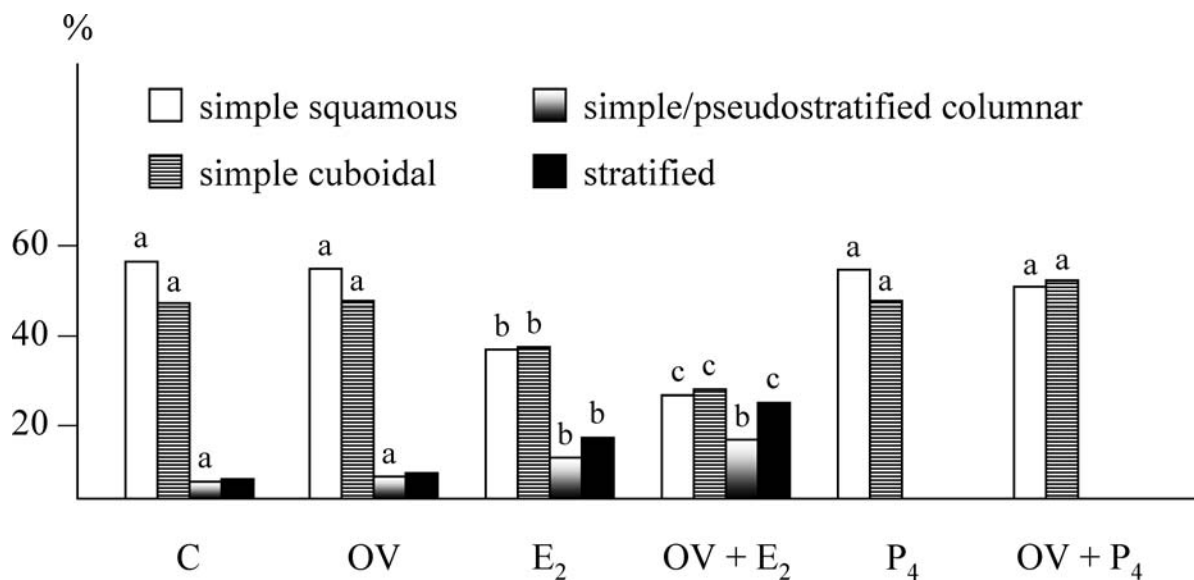 %
simple squamous simple/pseudostratified columnar
simple cuboidal stratified
60
40
20
a a a
a a a
b b b b
c c b c
a a
a a
C OV E₂ OV + E₂ P₄ OV + P₄